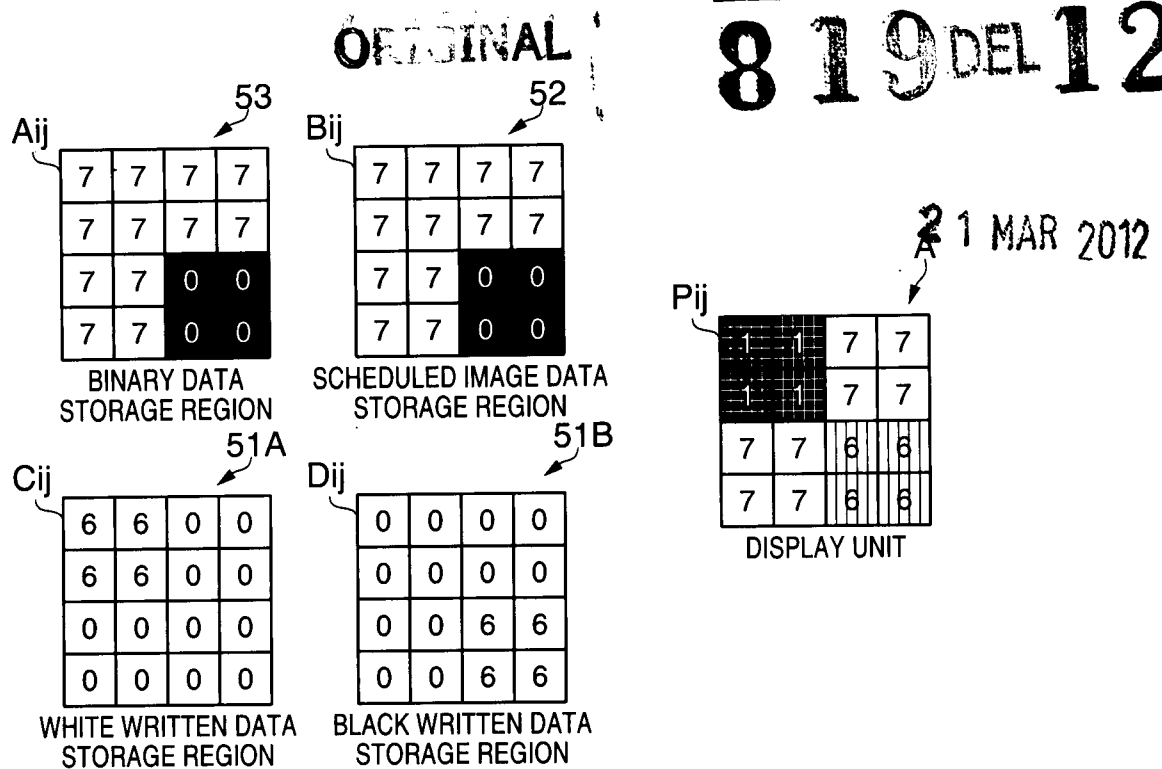 ORIGINAL
819 DEL 12
21 MAR 2012
53
Aij
7 7 7 7
7 7 7 7
7 7 0 0
7 7 0 0
BINARY DATA
STORAGE REGION
52
Bij
7 7 7 7
7 7 7 7
7 7 0 0
7 7 0 0
SCHEDULED IMAGE DATA
STORAGE REGION
A
Pij
1 1 7 7
1 1 7 7
7 7 6 6
7 7 6 6
DISPLAY UNIT
51A
Cij
6 6 0 0
6 6 0 0
0 0 0 0
0 0 0 0
WHITE WRITTEN DATA
STORAGE REGION
51B
Dij
0 0 0 0
0 0 0 0
0 0 6 6
0 0 6 6
BLACK WRITTEN DATA
STORAGE REGION